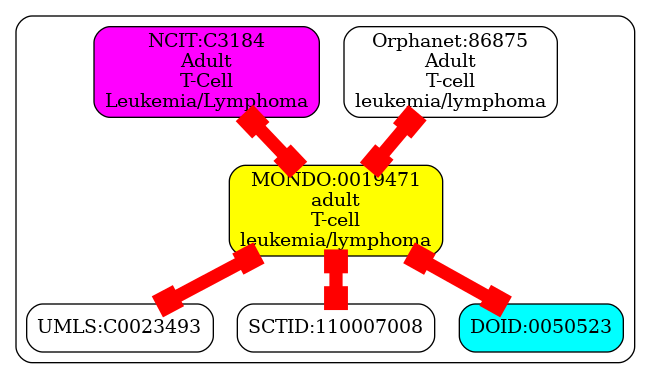 NCIT:C3184
Adult
T-Cell
Leukemia/Lymphoma
Orphanet:86875
Adult
T-cell
leukemia/lymphoma
MONDO:0019471
adult
T-cell
leukemia/lymphoma
UMLS:C0023493
SCTID:110007008
DOID:0050523